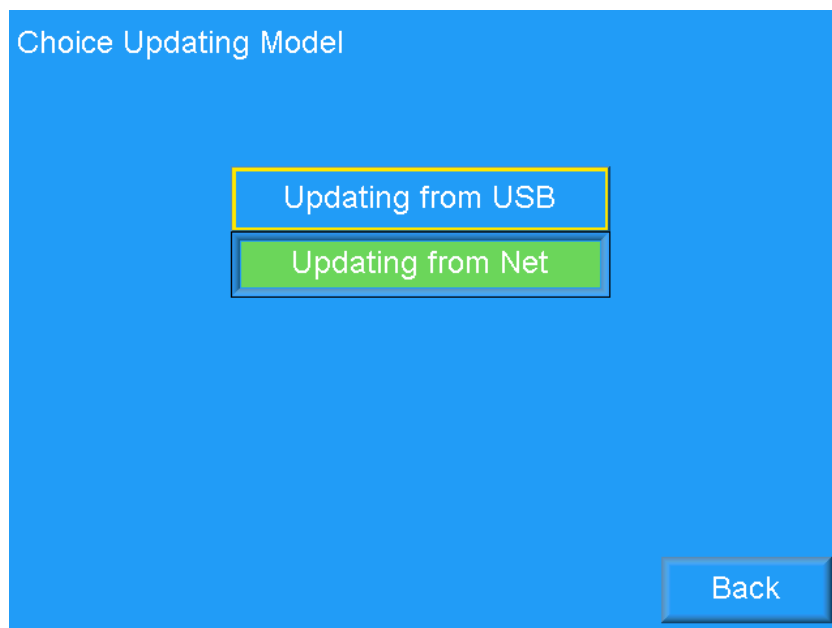 Choice Updating Model
Updating from USB
Updating from Net
Back